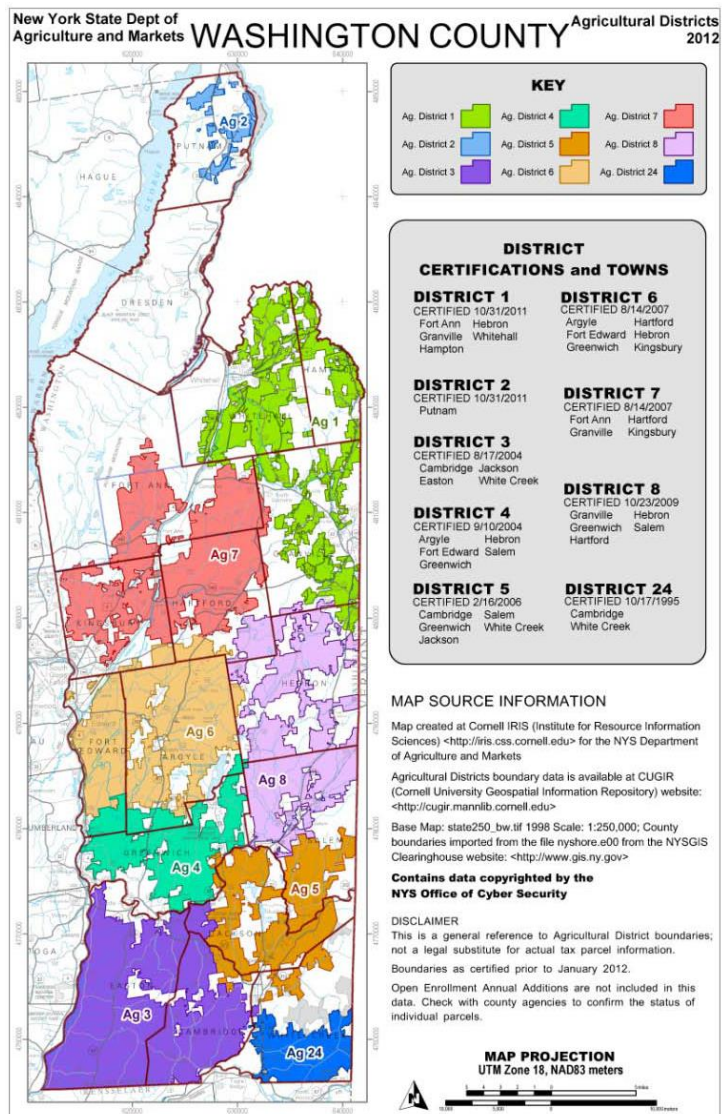 New York State Dept of
Agriculture and Markets
WASHINGTON COUNTY
Agricultural Districts
2012
KEY
Ag. District 1
Ag. District 4
Ag. District 7
Ag. District 2
Ag. District 5
Ag. District 8
Ag. District 3
Ag. District 6
Ag. District 24
DISTRICT
CERTIFICATIONS and TOWNS
DISTRICT 1
CERTIFIED 10/31/2011
Fort Ann Hebron
Granville Whitehall
Hampton
DISTRICT 2
CERTIFIED 10/31/2011
Putnam
DISTRICT 3
CERTIFIED 8/17/2004
Cambridge Jackson
Easton White Creek
DISTRICT 4
CERTIFIED 9/10/2004
Argyle Hebron
Fort Edward Salem
Greenwich
DISTRICT 5
CERTIFIED 2/16/2006
Cambridge Salem
Greenwich White Creek
Jackson
DISTRICT 6
CERTIFIED 8/14/2007
Argyle Hartford
Fort Edward Hebron
Greenwich Kingsbury
DISTRICT 7
CERTIFIED 8/14/2007
Fort Ann Hartford
Granville Kingsbury
DISTRICT 8
CERTIFIED 10/23/2009
Granville Hebron
Greenwich Salem
Hartford
DISTRICT 24
CERTIFIED 10/17/1995
Cambridge
White Creek
MAP SOURCE INFORMATION
Map created at Cornell IRIS (Institute for Resource Information
Sciences) <http://iris.css.cornell.edu> for the NYS Department
of Agriculture and Markets
Agricultural Districts boundary data is available at CUGIR
(Cornell University Geospatial Information Repository) website:
<http://cugir.mannlib.cornell.edu>
Base Map: state250_bw.tif 1998 Scale: 1:250,000; County
boundaries imported from the file nyshore.e00 from the NYSGIS
Clearinghouse website: <http://www.gis.ny.gov>
Contains data copyrighted by the
NYS Office of Cyber Security
DISCLAIMER
This is a general reference to Agricultural District boundaries;
not a legal substitute for actual tax parcel information.
Boundaries as certified prior to January 2012.
Open Enrollment Annual Additions are not included in this
data. Check with county agencies to confirm the status of
individual parcels.
MAP PROJECTION
UTM Zone 18, NAD83 meters
Ag 2
PUTNAM
HAGUE
DRESDEN
Whitehall
Ag 1
FORT ANN
Ag 7
HARTFORD
HEBRON
Ag 6
FORT
EDWARD
ARGYLE
Ag 8
Ag 4
Ag 5
EASTON
Ag 3
Ag 24